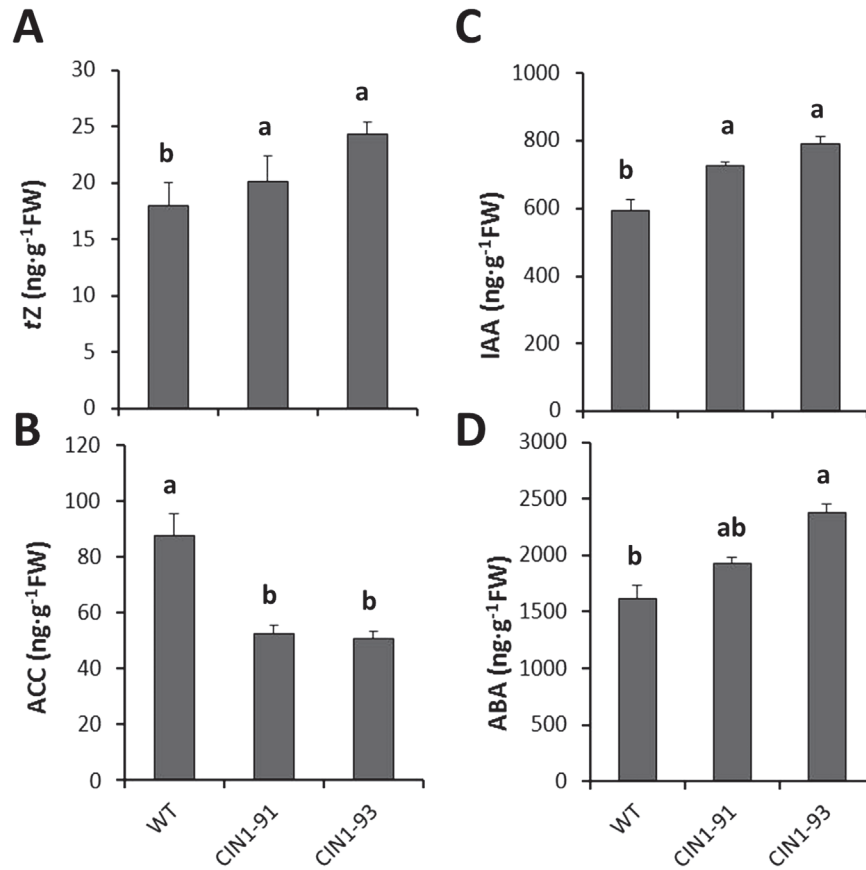 A
30
25
20
15
10
5
0
tZ (ng·g-1FW)
b
a
a
B
120
100
80
60
40
20
0
ACC (ng·g-1FW)
a
b
b
WT
CIN1-91
CIN1-93
C
1000
800
600
400
200
0
IAA (ng·g-1FW)
b
a
a
D
3000
2500
2000
1500
1000
500
0
ABA (ng·g-1FW)
b
ab
a
WT
CIN1-91
CIN1-93